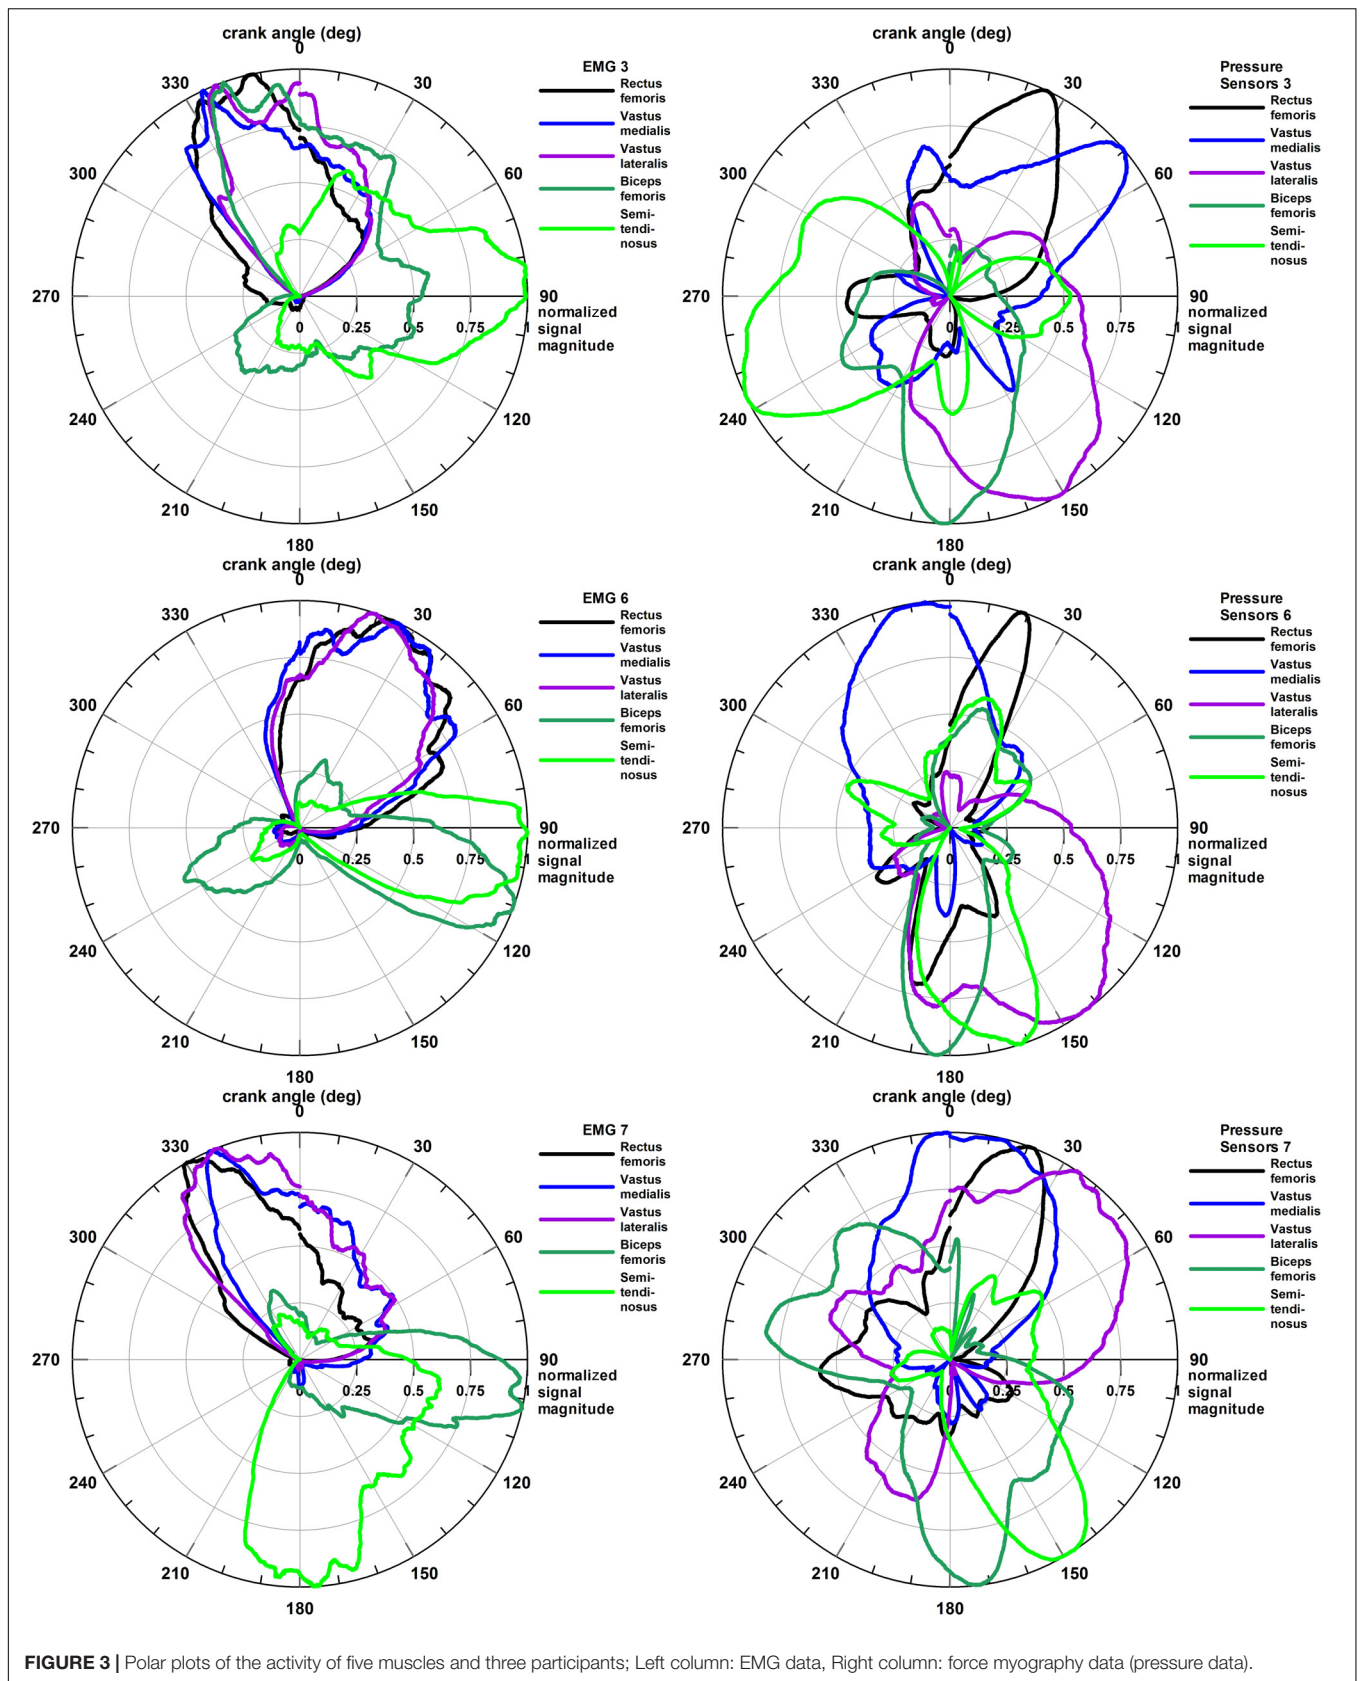 crank angle (deg)
0
330
30
300
60
270
90
240
120
210
150
180
0
0.25
0.5
0.75
1
normalized
signal
magnitude
EMG 3
Rectus
femoris
Vastus
medialis
Vastus
lateralis
Biceps
femoris
Semi-
tendi-
nosus
crank angle (deg)
0
330
30
300
60
270
90
240
120
210
150
180
0
0.25
0.5
0.75
1
normalized
signal
magnitude
Pressure
Sensors 3
Rectus
femoris
Vastus
medialis
Vastus
lateralis
Biceps
femoris
Semi-
tendi-
nosus
crank angle (deg)
0
330
30
300
60
270
90
240
120
210
150
180
0
0.25
0.5
0.75
1
normalized
signal
magnitude
EMG 6
Rectus
femoris
Vastus
medialis
Vastus
lateralis
Biceps
femoris
Semi-
tendi-
nosus
crank angle (deg)
0
330
30
300
60
270
90
240
120
210
150
180
0
0.25
0.5
0.75
1
normalized
signal
magnitude
Pressure
Sensors 6
Rectus
femoris
Vastus
medialis
Vastus
lateralis
Biceps
femoris
Semi-
tendi-
nosus
crank angle (deg)
0
330
30
300
60
270
90
240
120
210
150
180
0
0.25
0.5
0.75
1
normalized
signal
magnitude
EMG 7
Rectus
femoris
Vastus
medialis
Vastus
lateralis
Biceps
femoris
Semi-
tendi-
nosus
crank angle (deg)
0
330
30
300
60
270
90
240
120
210
150
180
0
0.25
0.5
0.75
1
normalized
signal
magnitude
Pressure
Sensors 7
Rectus
femoris
Vastus
medialis
Vastus
lateralis
Biceps
femoris
Semi-
tendi-
nosus
FIGURE 3 | Polar plots of the activity of five muscles and three participants; Left column: EMG data, Right column: force myography data (pressure data).